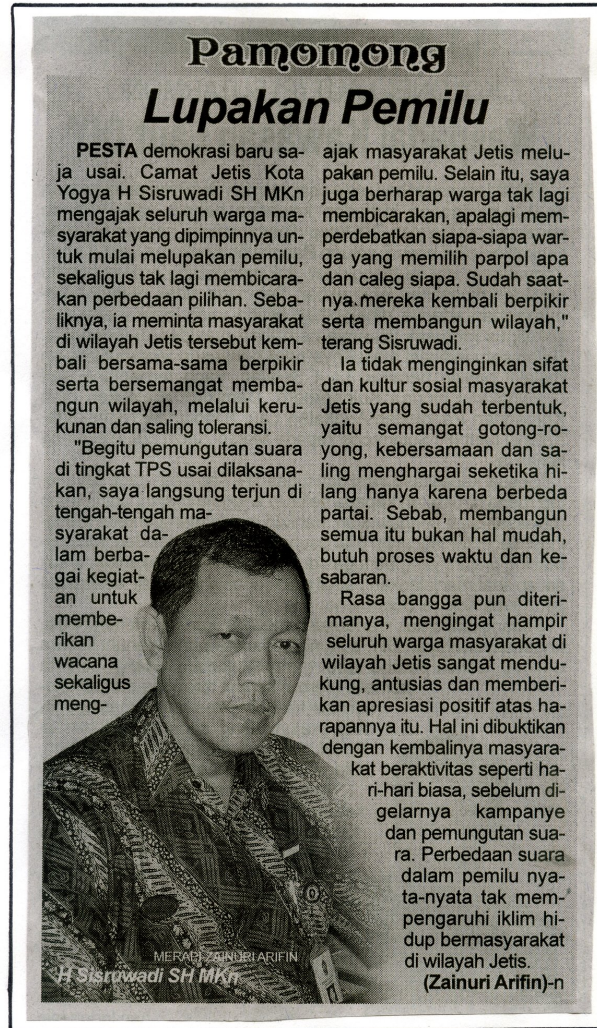 Pamomong
Lupakan Pemilu
PESTA demokrasi baru sa-
ja usai. Camat Jetis Kota
Yogya H Sisruwadi SH MKn
mengajak seluruh warga ma-
syarakat yang dipimpinnya un-
tuk mulai melupakan pemilu,
sekaligus tak lagi membicara-
kan perbedaan pilihan. Seba-
liknya, ia meminta masyarakat
di wilayah Jetis tersebut kem-
bali bersama-sama berpikir
serta bersemangat memba-
ngun wilayah, melalui keru-
kunan dan saling toleransi.
"Begitu pemungutan suara
di tingkat TPS usai dilaksana-
kan, saya langsung terjun di
tengah-tengah ma-
syarakat da-
lam berba-
gai kegiat-
an untuk
membe-
rikan
wacana
sekaligus
meng-
ajak masyarakat Jetis melu-
pakan pemilu. Selain itu, saya
juga berharap warga tak lagi
membicarakan, apalagi mem-
perdebatkan siapa-siapa war-
ga yang memilih parpol apa
dan caleg siapa. Sudah saat-
nya mereka kembali berpikir
serta membangun wilayah,"
terang Sisruwadi.
Ia tidak menginginkan sifat
dan kultur sosial masyarakat
Jetis yang sudah terbentuk,
yaitu semangat gotong-ro-
yong, kebersamaan dan sa-
ling menghargai seketika hi-
lang hanya karena berbeda
partai. Sebab, membangun
semua itu bukan hal mudah,
butuh proses waktu dan ke-
sabaran.
Rasa bangga pun diteri-
manya, mengingat hampir
seluruh warga masyarakat di
wilayah Jetis sangat mendu-
kung, antusias dan memberi-
kan apresiasi positif atas ha-
rapannya itu. Hal ini dibuktikan
dengan kembalinya masyara-
kat beraktivitas seperti ha-
ri-hari biasa, sebelum di-
gelarnya kampanye
dan pemungutan sua-
ra. Perbedaan suara
dalam pemilu nya-
ta-nyata tak mem-
pengaruhi iklim hi-
dup bermasyarakat
di wilayah Jetis.
(Zainuri Arifin)-n
MERAPI ZAINURI ARIFIN
H Sisruwadi SH MKn